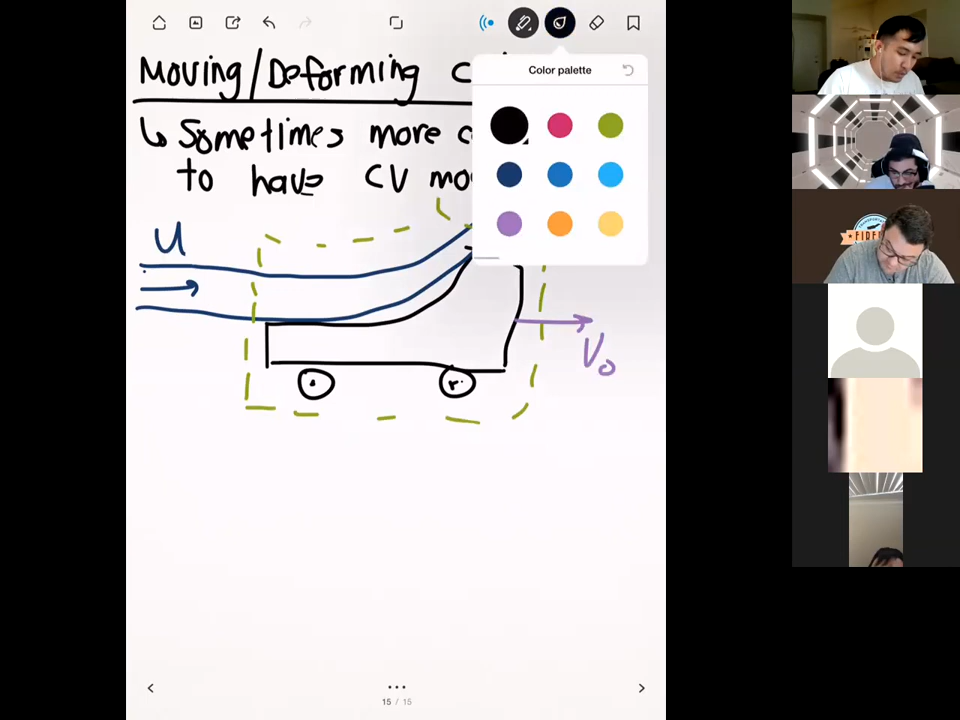 Color palette
Moving/Deforming C
↳ Sometimes more
to have CV mo
U
V₀
15 / 15